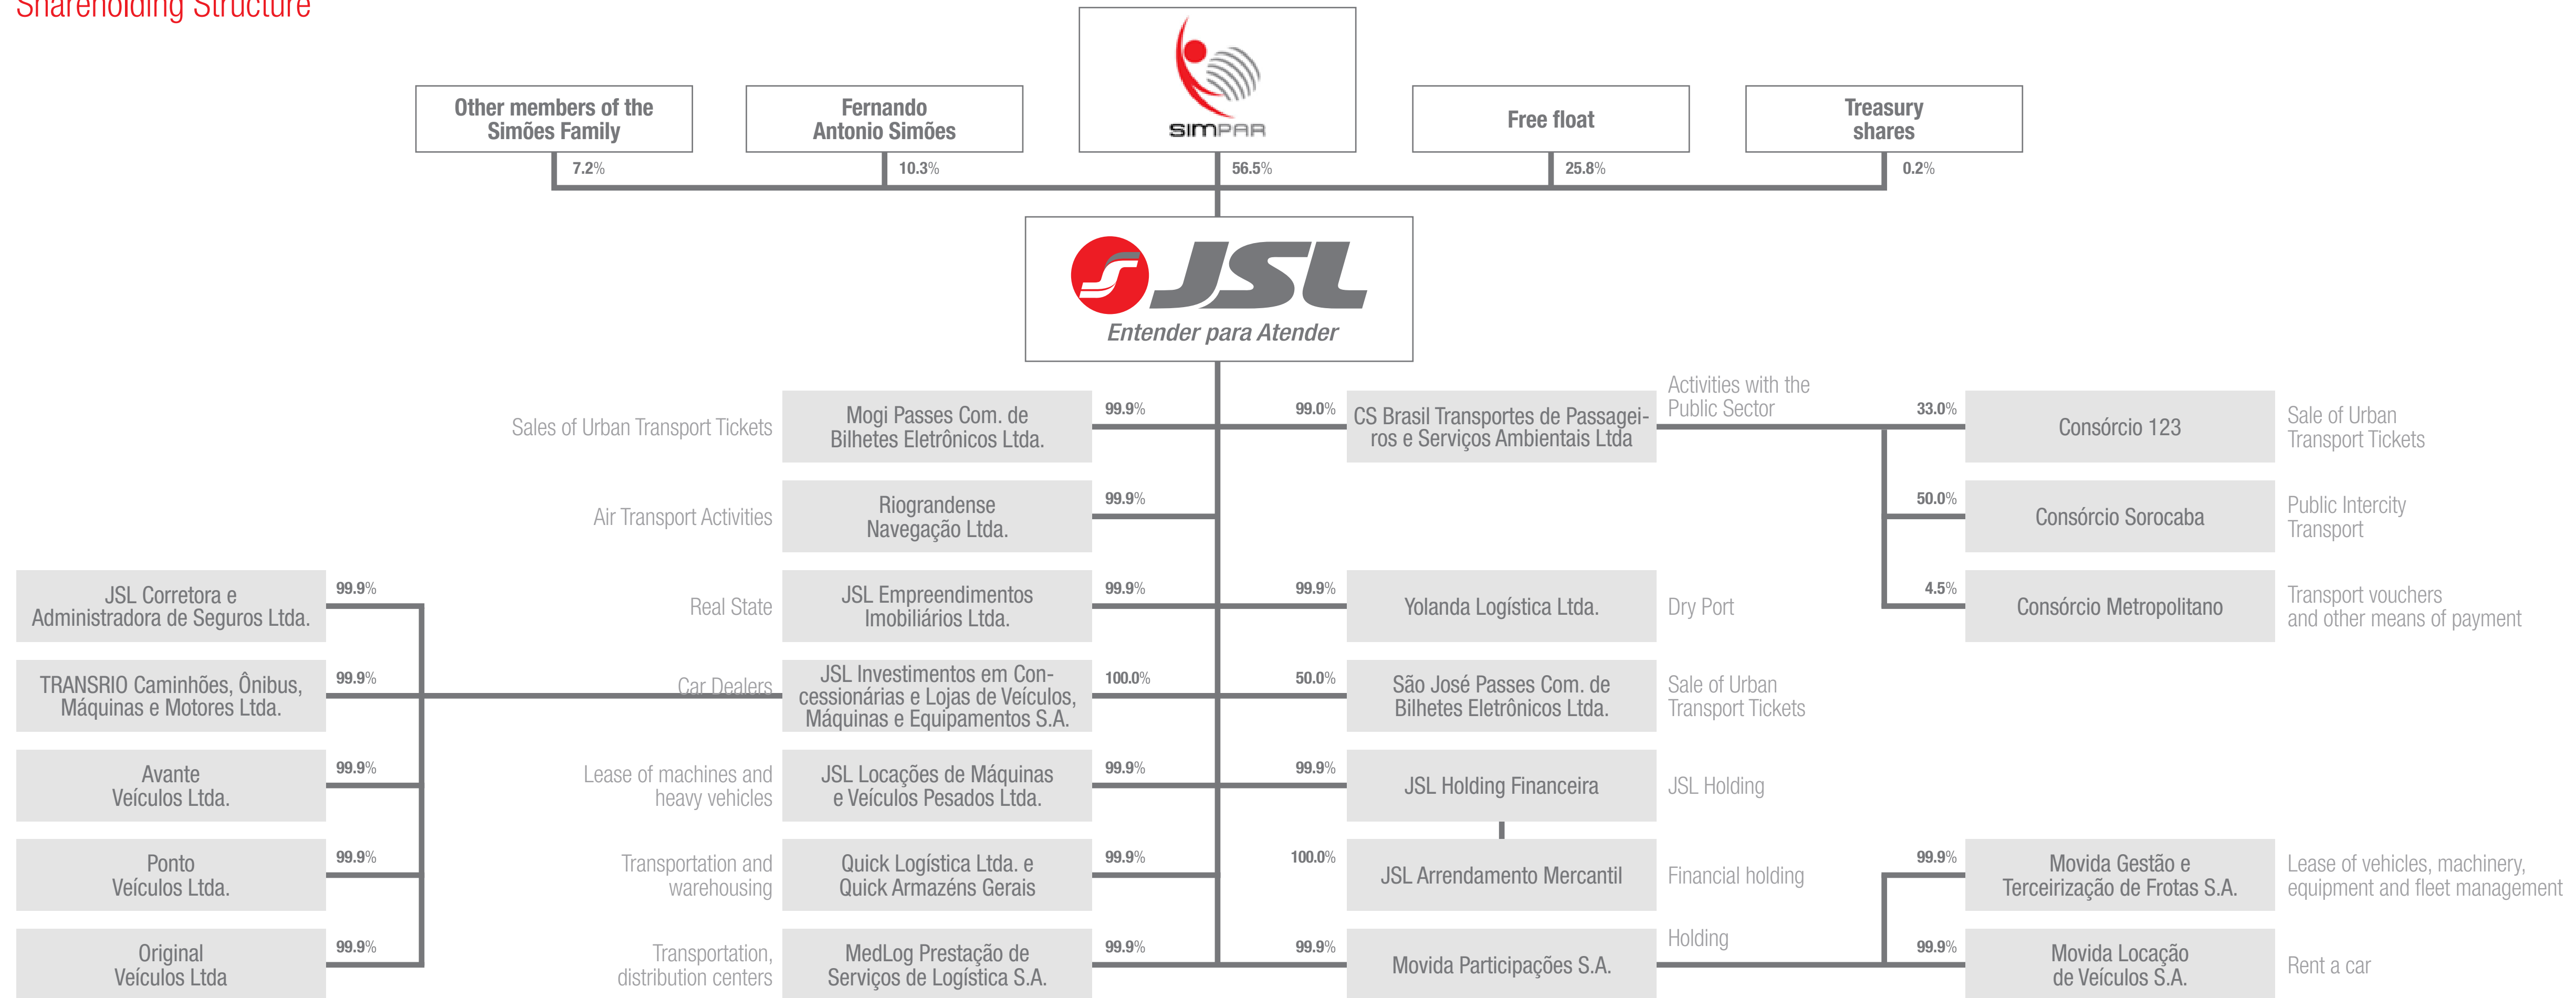 Shareholding Structure
SIMPAR
Other members of the
Simões Family
Fernando
Antonio Simões
Free float
Treasury
shares
7.2%
10.3%
56.5%
25.8%
0.2%
JSL
Entender para Atender
Sales of Urban Transport Tickets
Mogi Passes Com. de
Bilhetes Eletrônicos Ltda.
99.9%
99.0%
CS Brasil Transportes de Passagei-
ros e Serviços Ambientais Ltda
Activities with the
Public Sector
33.0%
Consórcio 123
Sale of Urban
Transport Tickets
Air Transport Activities
Riograndense
Navegação Ltda.
99.9%
50.0%
Consórcio Sorocaba
Public Intercity
Transport
JSL Corretora e
Administradora de Seguros Ltda.
99.9%
Real State
JSL Empreendimentos
Imobiliários Ltda.
99.9%
99.9%
Yolanda Logística Ltda.
Dry Port
4.5%
Consórcio Metropolitano
Transport vouchers
and other means of payment
TRANSRIO Caminhões, Ônibus,
Máquinas e Motores Ltda.
99.9%
Car Dealers
JSL Investimentos em Con-
cessionárias e Lojas de Veículos,
Máquinas e Equipamentos S.A.
100.0%
50.0%
São José Passes Com. de
Bilhetes Eletrônicos Ltda.
Sale of Urban
Transport Tickets
Avante
Veículos Ltda.
99.9%
Lease of machines and
heavy vehicles
JSL Locações de Máquinas
e Veículos Pesados Ltda.
99.9%
99.9%
JSL Holding Financeira
JSL Holding
Ponto
Veículos Ltda.
99.9%
Transportation and
warehousing
Quick Logística Ltda. e
Quick Armazéns Gerais
99.9%
100.0%
JSL Arrendamento Mercantil
Financial holding
99.9%
Movida Gestão e
Terceirização de Frotas S.A.
Lease of vehicles, machinery,
equipment and fleet management
Original
Veículos Ltda
99.9%
Transportation,
distribution centers
MedLog Prestação de
Serviços de Logística S.A.
99.9%
99.9%
Movida Participações S.A.
Holding
99.9%
Movida Locação
de Veículos S.A.
Rent a car